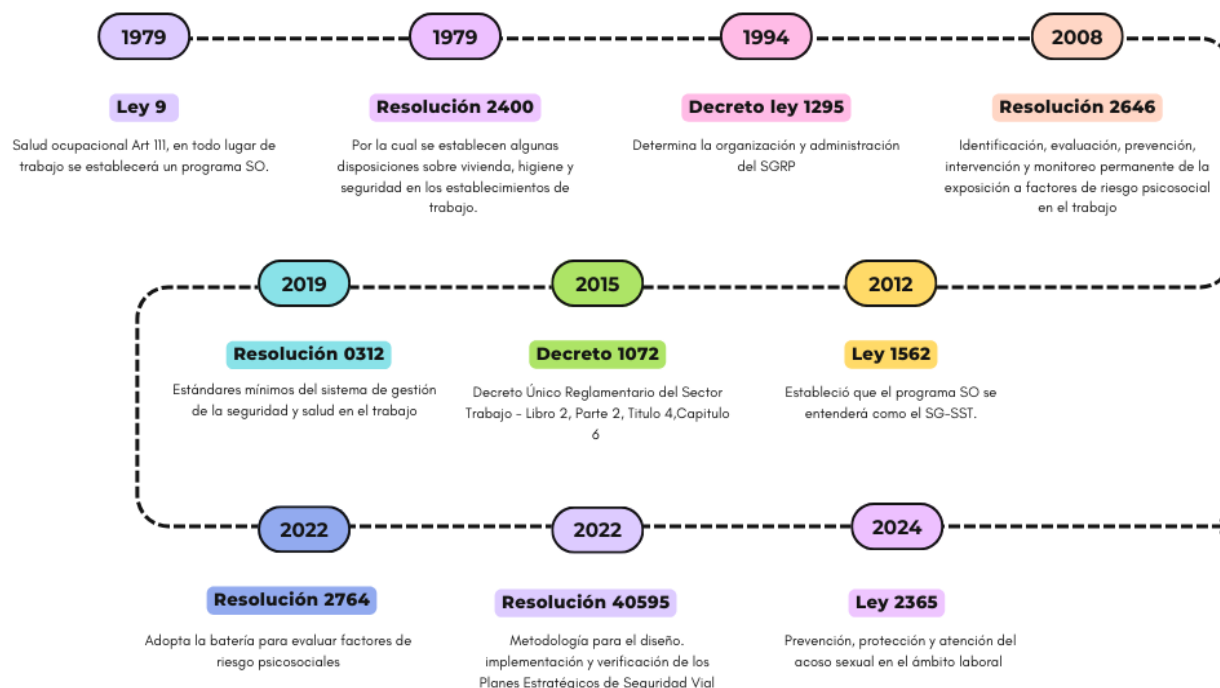 1979
Ley 9
Salud ocupacional Art 111, en todo lugar de
trabajo se establecerá un programa SO.
1979
Resolución 2400
Por la cual se establecen algunas
disposiciones sobre vivienda, higiene y
seguridad en los establecimientos de
trabajo.
1994
Decreto ley 1295
Determina la organización y administración
del SGRP
2008
Resolución 2646
Identificación, evaluación, prevención,
intervención y monitoreo permanente de la
exposición a factores de riesgo psicosocial
en el trabajo
2012
Ley 1562
Estableció que el programa SO se
entenderá como el SG-SST.
2015
Decreto 1072
Decreto Único Reglamentario del Sector
Trabajo - Libro 2, Parte 2, Titulo 4,Capitulo
6
2019
Resolución 0312
Estándares mínimos del sistema de gestión
de la seguridad y salud en el trabajo
2022
Resolución 2764
Adopta la batería para evaluar factores de
riesgo psicosociales
2022
Resolución 40595
Metodología para el diseño.
implementación y verificación de los
Planes Estratégicos de Seguridad Vial
2024
Ley 2365
Prevención, protección y atención del
acoso sexual en el ámbito laboral